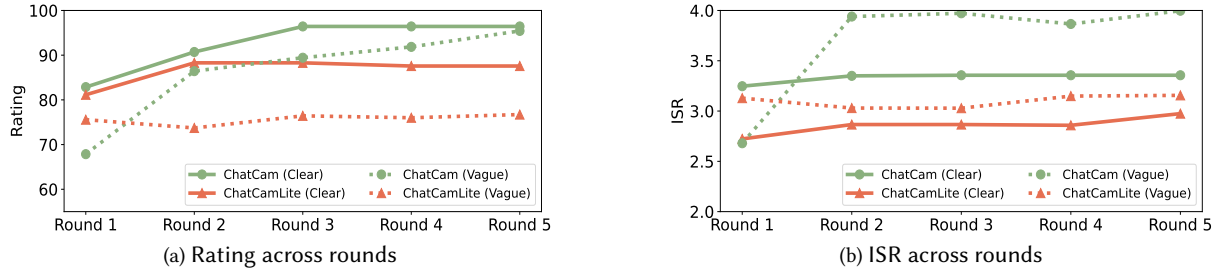 100
90
80
70
60
Rating
ChatCam (Clear)
ChatCamLite (Clear)
ChatCam (Vague)
ChatCamLite (Vague)
Round 1 Round 2 Round 3 Round 4 Round 5
(a) Rating across rounds
4.0
3.5
3.0
2.5
2.0
ISR
ChatCam (Clear)
ChatCamLite (Clear)
ChatCam (Vague)
ChatCamLite (Vague)
Round 1 Round 2 Round 3 Round 4 Round 5
(b) ISR across rounds